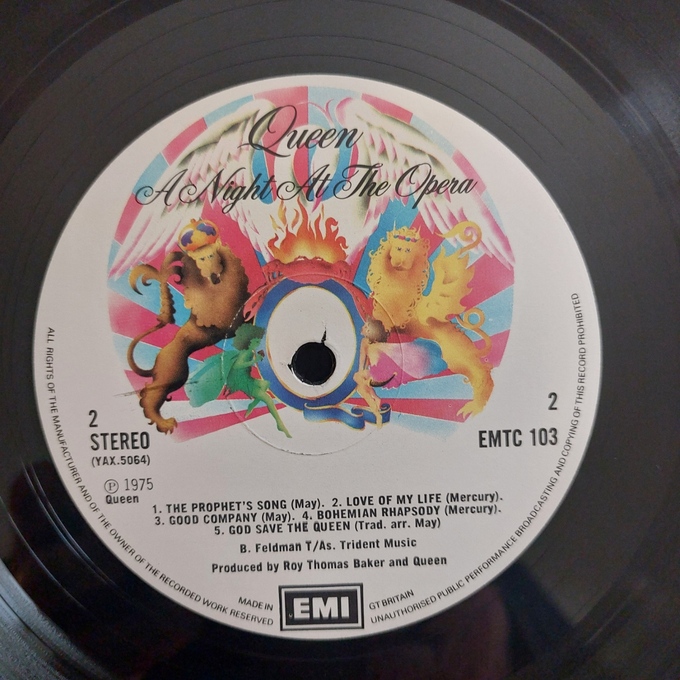 Queen
A Night At The Opera
2
STEREO
(YAX.5064)
Ⓟ 1975
Queen
2
EMTC 103
1. THE PROPHET'S SONG (May). 2. LOVE OF MY LIFE (Mercury).
3. GOOD COMPANY (May). 4. BOHEMIAN RHAPSODY (Mercury).
5. GOD SAVE THE QUEEN (Trad. arr. May)
B. Feldman T/As. Trident Music
Produced by Roy Thomas Baker and Queen
ALL RIGHTS OF THE MANUFACTURER AND OF THE OWNER OF THE RECORDED WORK RESERVED
MADE IN
EMI
GT BRITAIN
UNAUTHORISED PUBLIC PERFORMANCE BROADCASTING AND COPYING OF THIS RECORD PROHIBITED